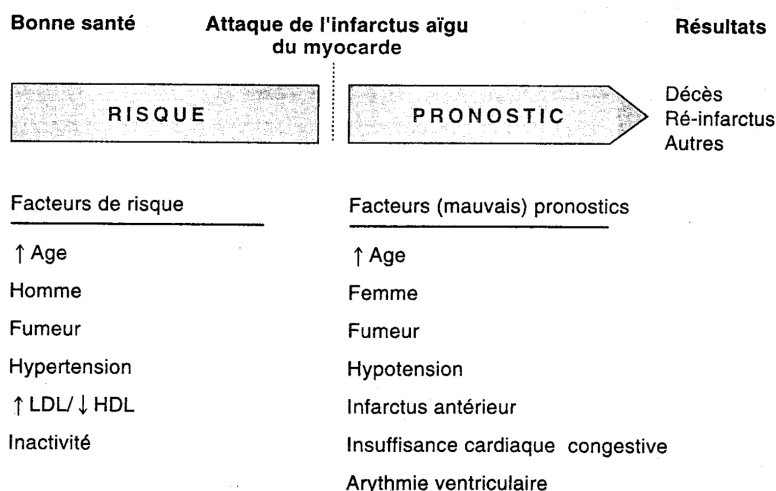 Bonne santé
Attaque de l'infarctus aïgu
du myocarde
Résultats
RISQUE
PRONOSTIC
Décès
Ré-infarctus
Autres
Facteurs de risque
↑ Age
Homme
Fumeur
Hypertension
↑ LDL/ ↓ HDL
Inactivité
Facteurs (mauvais) pronostics
↑ Age
Femme
Fumeur
Hypotension
Infarctus antérieur
Insuffisance cardiaque congestive
Arythmie ventriculaire